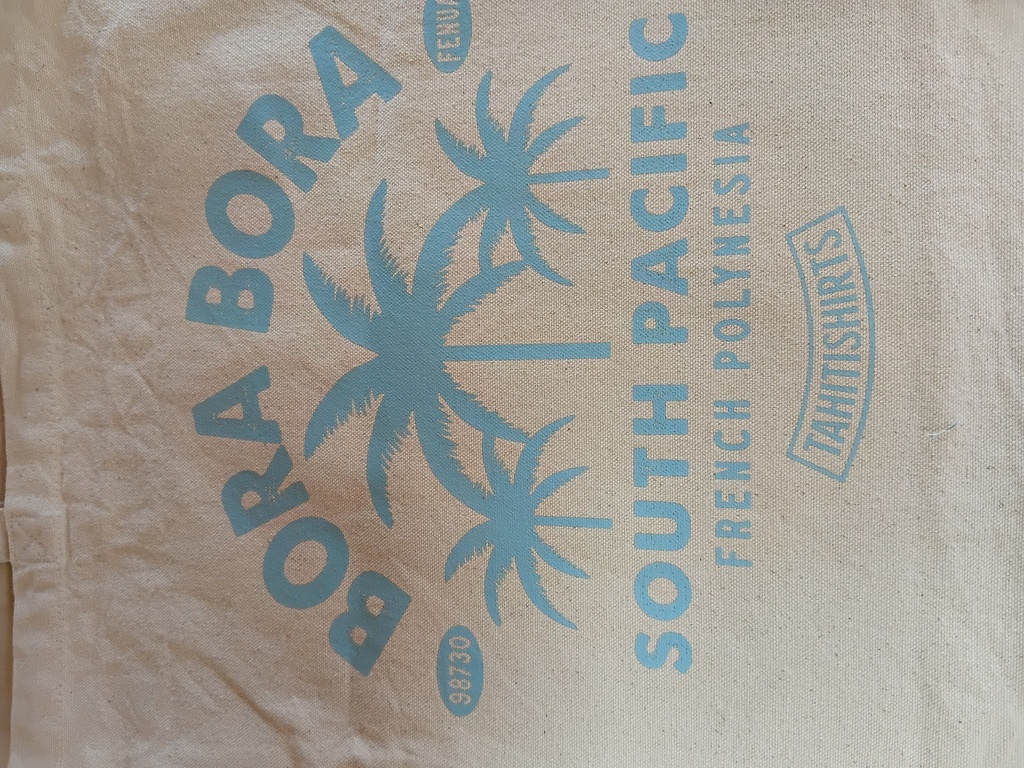 BORA BORA
98730
FENUA
SOUTH PACIFIC
FRENCH POLYNESIA
TAHITISHIRTS